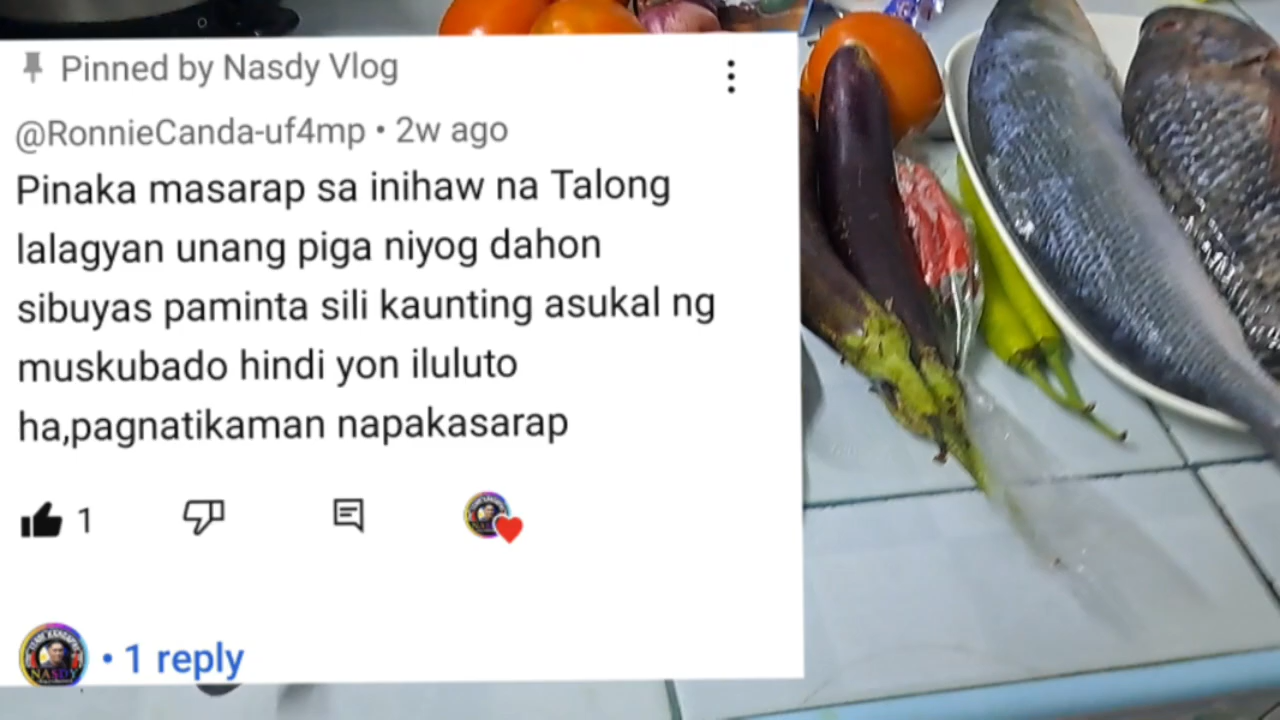 Pinned by Nasdy Vlog
@RonnieCanda-uf4mp • 2w ago
Pinaka masarap sa inihaw na Talong
lalagyan unang piga niyog dahon
sibuyas paminta sili kaunting asukal ng
muskubado hindi yon iluluto
ha,pagnatikaman napakasarap
1
NASDY
• 1 reply